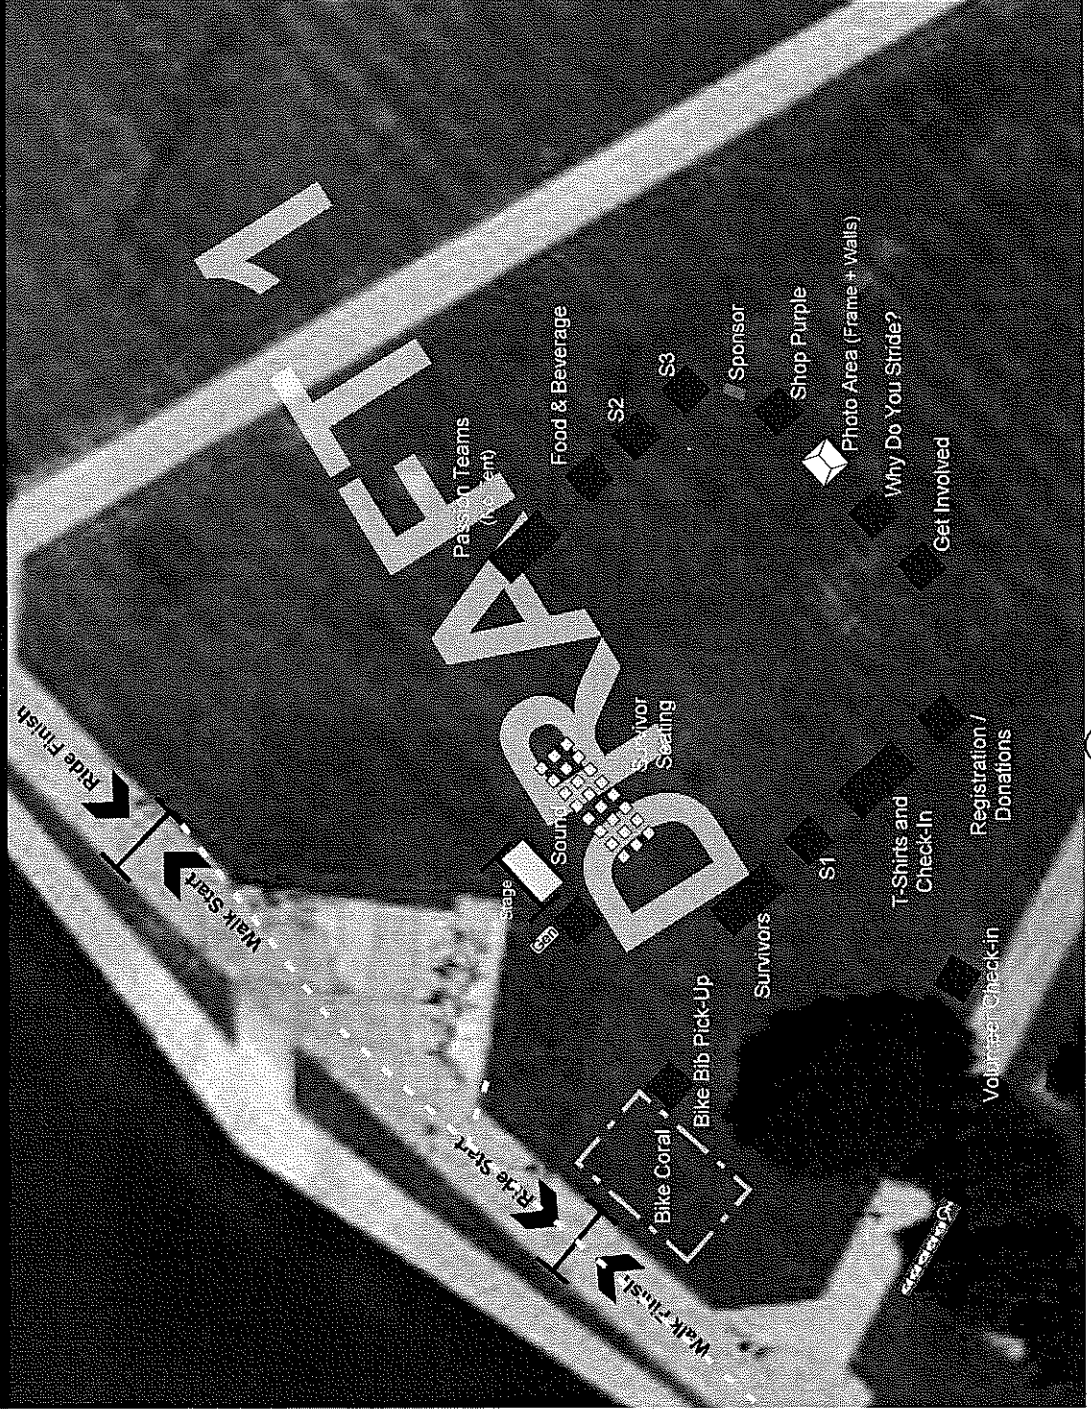 DRAFT 1
Ride Finish
Walk Start
Ride Start
Walk Finish
Stage
Gen
Sound
Survivor
Seating
Passion Teams
Food & Beverage
S2
S3
Sponsor
Shop Purple
Photo Area (Frame + Walls)
Why Do You Stride?
Get Involved
Registration /
Donations
T-Shirts and
Check-In
S1
Survivors
Volunteer Check-in
Bike Bib Pick-Up
Bike Coral